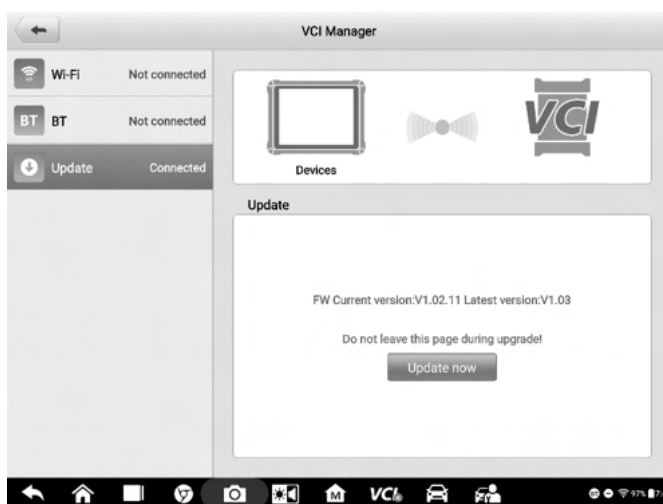 VCI Manager
Wi-Fi Not connected
BT BT Not connected
Update Connected
VCI
Devices
Update
FW Current version:V1.02.11 Latest version:V1.03
Do not leave this page during upgrade!
Update now
M VCI 97%